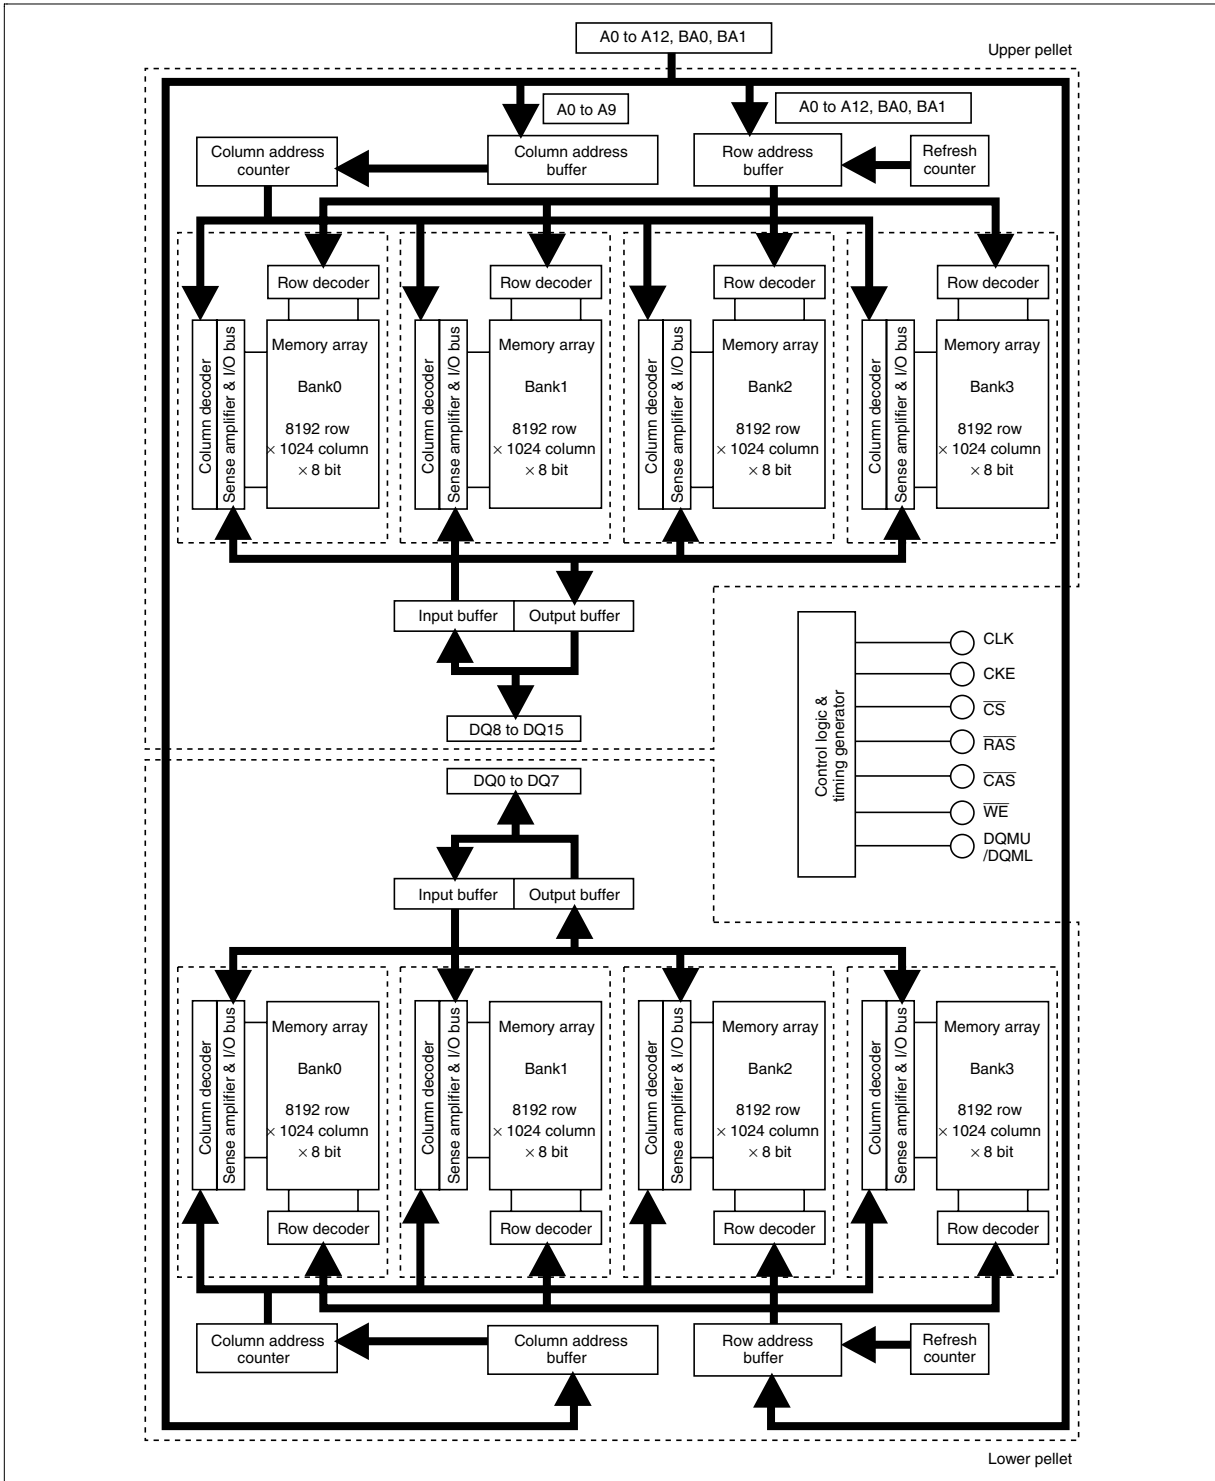 A0 to A12, BA0, BA1
Upper pellet
A0 to A9
A0 to A12, BA0, BA1
Column address
counter
Column address
buffer
Row address
buffer
Refresh
counter
Row decoder
Row decoder
Row decoder
Row decoder
Column decoder
Sense amplifier & I/O bus
Memory array
Bank0
8192 row
× 1024 column
× 8 bit
Column decoder
Sense amplifier & I/O bus
Memory array
Bank1
8192 row
× 1024 column
× 8 bit
Column decoder
Sense amplifier & I/O bus
Memory array
Bank2
8192 row
× 1024 column
× 8 bit
Column decoder
Sense amplifier & I/O bus
Memory array
Bank3
8192 row
× 1024 column
× 8 bit
Input buffer
Output buffer
DQ8 to DQ15
Control logic &
timing generator
CLK
CKE
C̅S̅
R̅A̅S̅
C̅A̅S̅
W̅E̅
DQMU
/DQML
DQ0 to DQ7
Input buffer
Output buffer
Column decoder
Sense amplifier & I/O bus
Memory array
Bank0
8192 row
× 1024 column
× 8 bit
Column decoder
Sense amplifier & I/O bus
Memory array
Bank1
8192 row
× 1024 column
× 8 bit
Column decoder
Sense amplifier & I/O bus
Memory array
Bank2
8192 row
× 1024 column
× 8 bit
Column decoder
Sense amplifier & I/O bus
Memory array
Bank3
8192 row
× 1024 column
× 8 bit
Row decoder
Row decoder
Row decoder
Row decoder
Column address
counter
Column address
buffer
Row address
buffer
Refresh
counter
Lower pellet